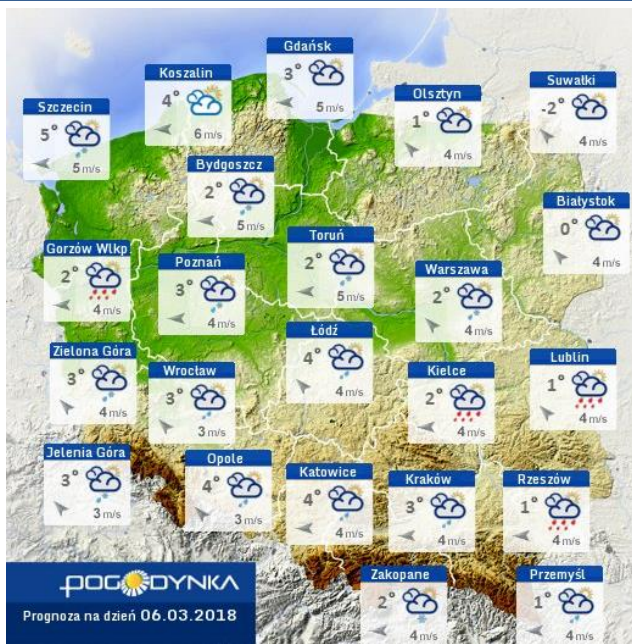 Gdańsk
3°
5 m/s
Koszalin
4°
6 m/s
Suwałki
-2°
4 m/s
Olsztyn
1°
4 m/s
Szczecin
5°
5 m/s
Bydgoszcz
2°
5 m/s
Białystok
0°
4 m/s
Toruń
2°
5 m/s
Gorzów Wlkp
2°
4 m/s
Poznań
3°
4 m/s
Warszawa
2°
4 m/s
Łódź
4°
4 m/s
Zielona Góra
3°
4 m/s
Wrocław
3°
3 m/s
Kielce
2°
4 m/s
Lublin
1°
4 m/s
Jelenia Góra
3°
3 m/s
Opole
4°
3 m/s
Katowice
4°
4 m/s
Kraków
3°
4 m/s
Rzeszów
1°
4 m/s
Zakopane
2°
4 m/s
Przemyśl
1°
4 m/s
POGODYNKA
Prognoza na dzień 06.03.2018